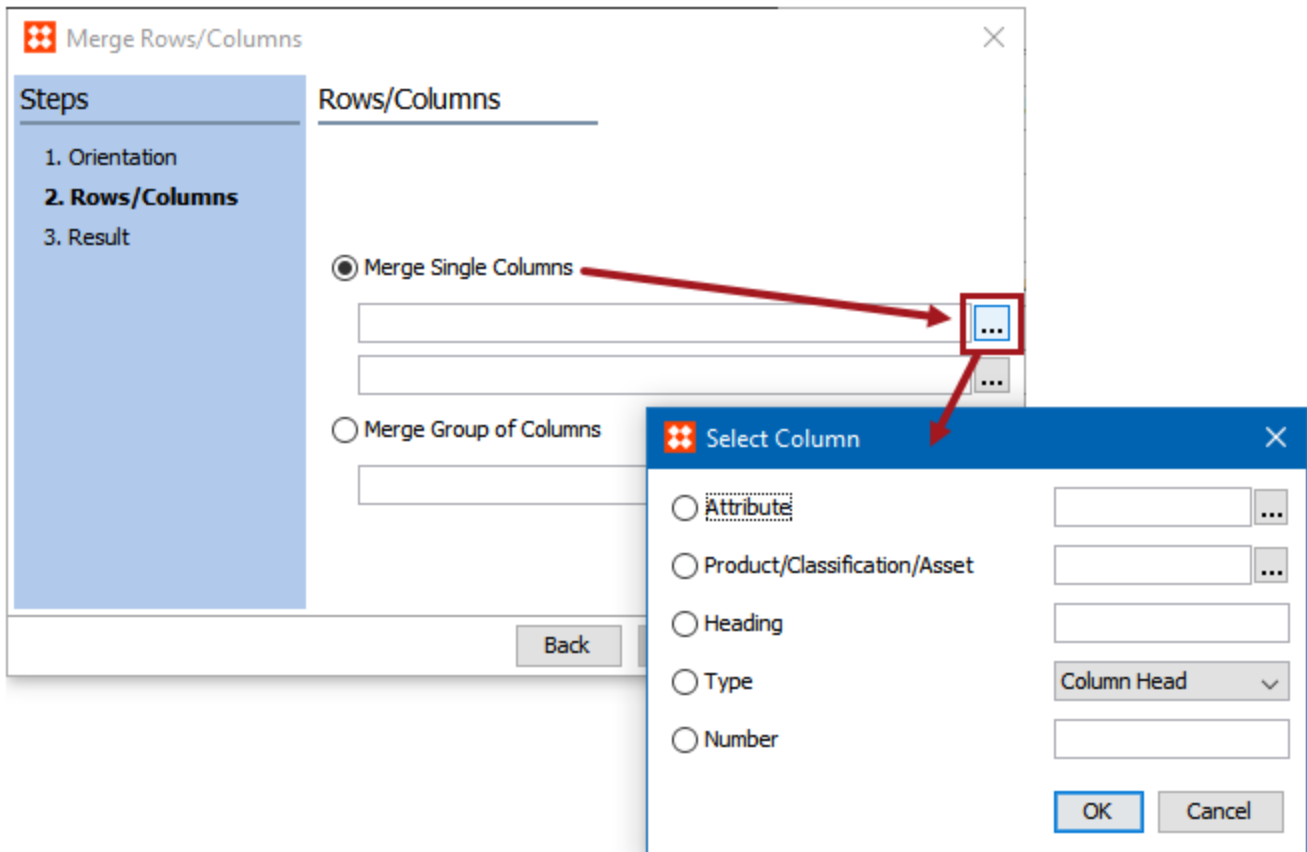 Merge Rows/Columns
Steps
1. Orientation
2. Rows/Columns
3. Result
Rows/Columns
Merge Single Columns
...
...
Merge Group of Columns
Back
Select Column
Attribute
...
Product/Classification/Asset
...
Heading
Type
Column Head
Number
OK
Cancel